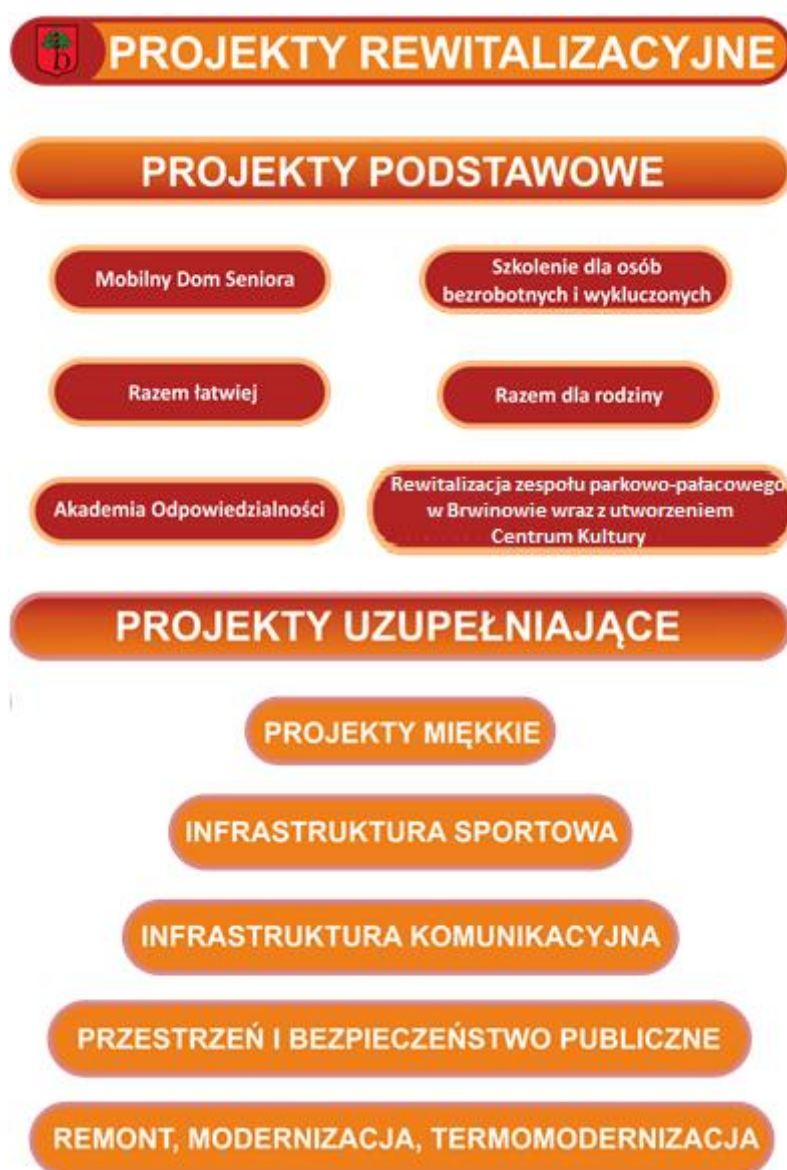 PROJEKTY REWITALIZACYJNE
PROJEKTY PODSTAWOWE
Mobilny Dom Seniora
Szkolenie dla osób
bezrobotnych i wykluczonych
Razem łatwiej
Razem dla rodziny
Akademia Odpowiedzialności
Rewitalizacja zespołu parkowo-pałacowego
w Brwinowie wraz z utworzeniem
Centrum Kultury
PROJEKTY UZUPEŁNIAJĄCE
PROJEKTY MIĘKKIE
INFRASTRUKTURA SPORTOWA
INFRASTRUKTURA KOMUNIKACYJNA
PRZESTRZEŃ I BEZPIECZEŃSTWO PUBLICZNE
REMONT, MODERNIZACJA, TERMOMODERNIZACJA